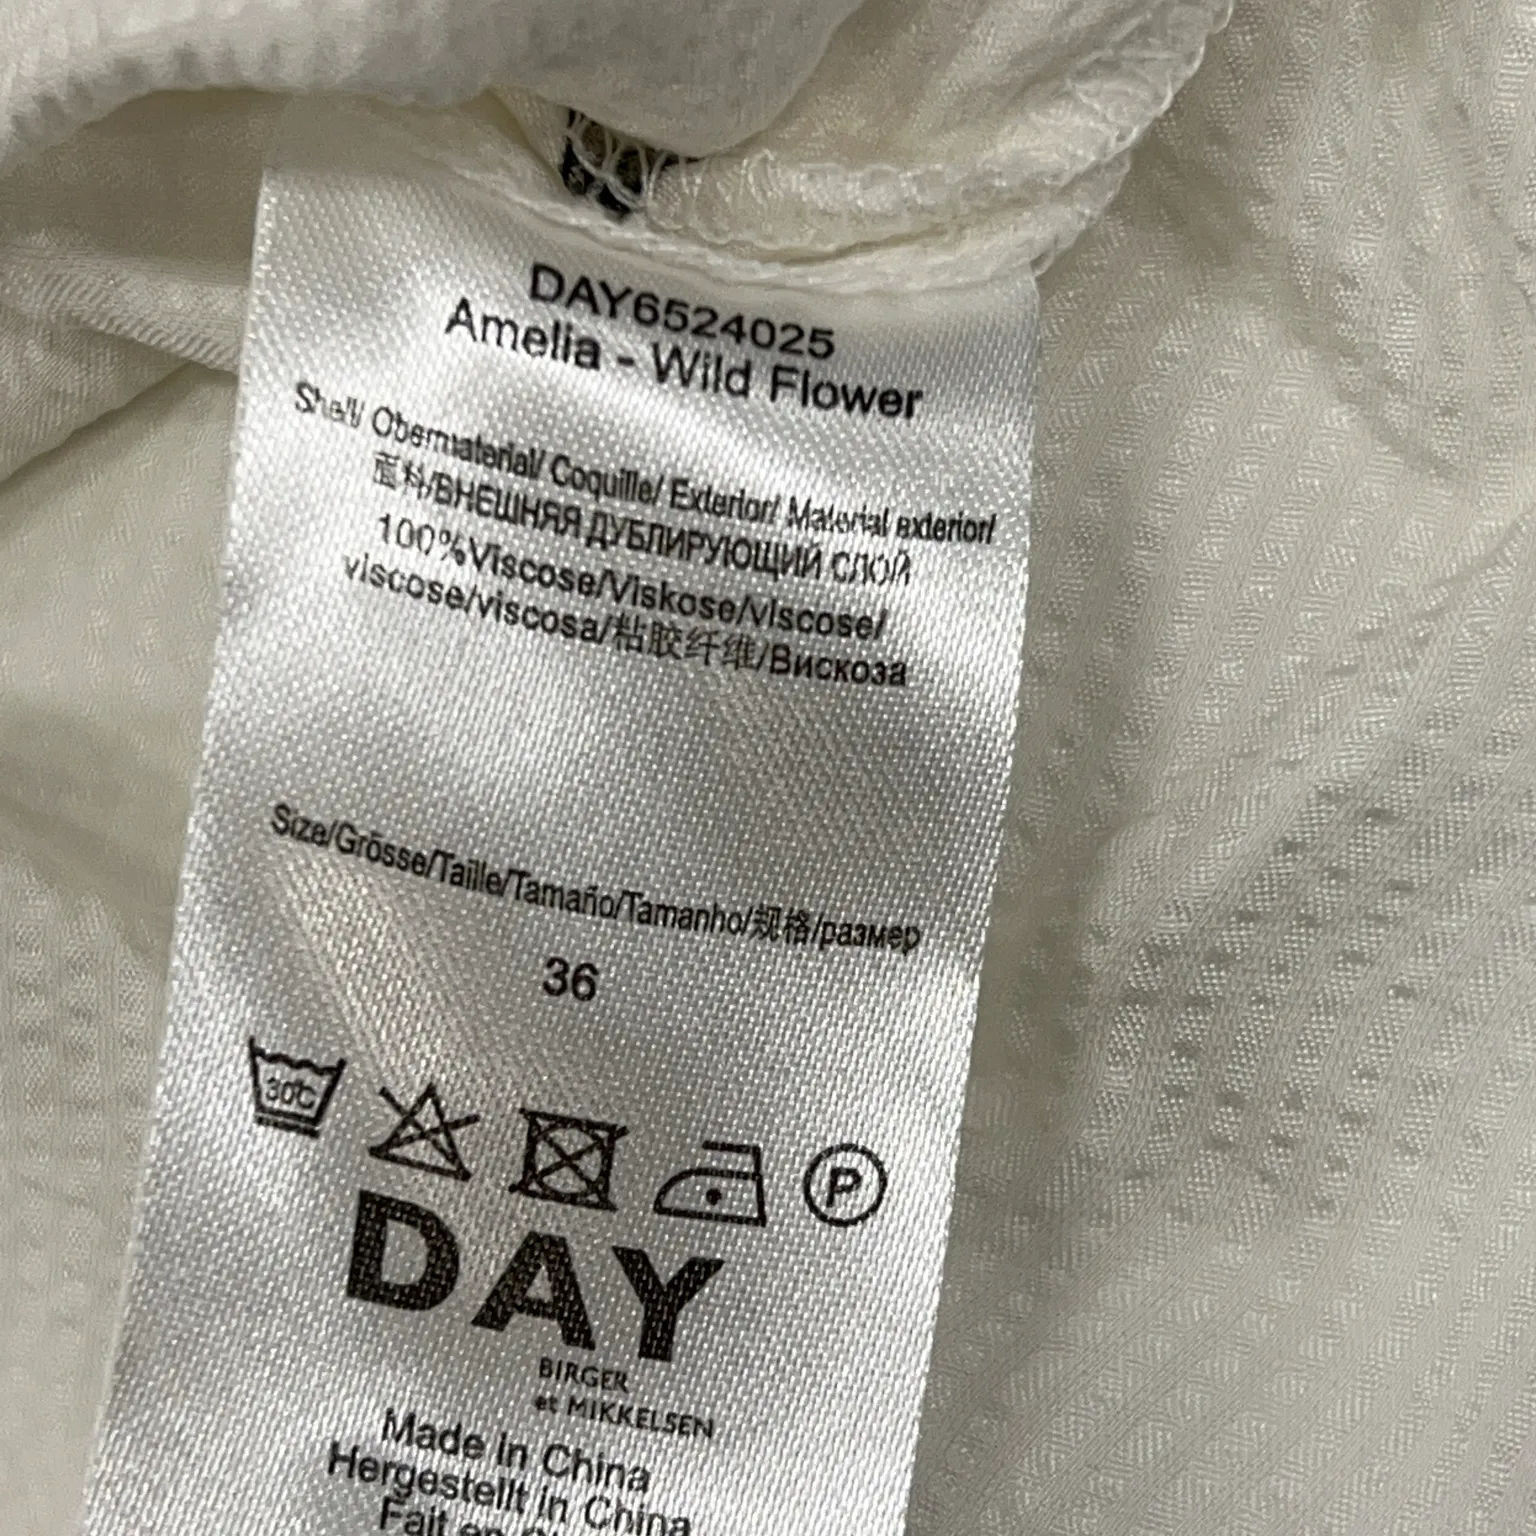 DAY6524025
Amelia - Wild Flower
Shell/ Obermaterial/ Coquille/ Exterior/ Material exterior/
面料/ВНЕШНЯЯ ДУБЛИРУЮЩИЙ СЛОЙ
100%Viscose/Viskose/viscose/
viscose/viscosa/粘胶纤维/Вискоза
Size/Grösse/Taille/Tamaño/Tamanho/规格/размер
36
30°C
P
DAY
BIRGER
et MIKKELSEN
Made in China
Hergestellt in China
Fait en